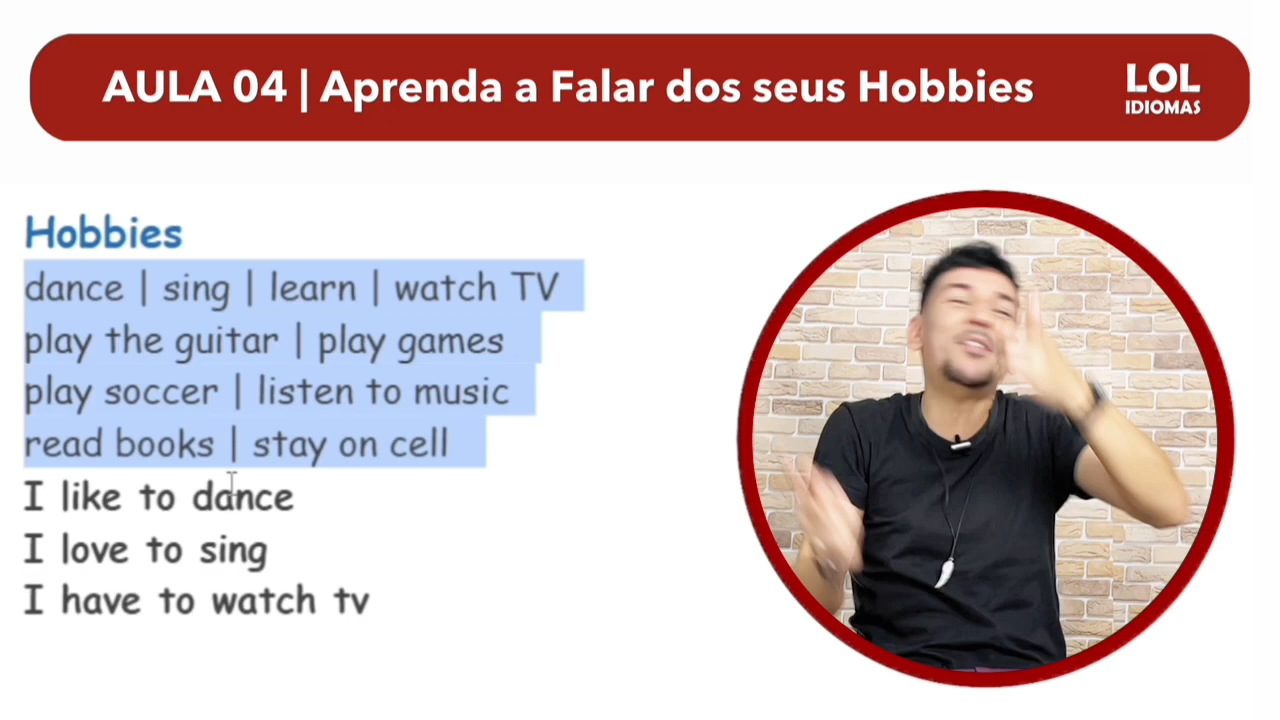 AULA 04 | Aprenda a Falar dos seus Hobbies
LOL
IDIOMAS
Hobbies
dance | sing | learn | watch TV
play the guitar | play games
play soccer | listen to music
read books | stay on cell
I like to dance
I love to sing
I have to watch tv